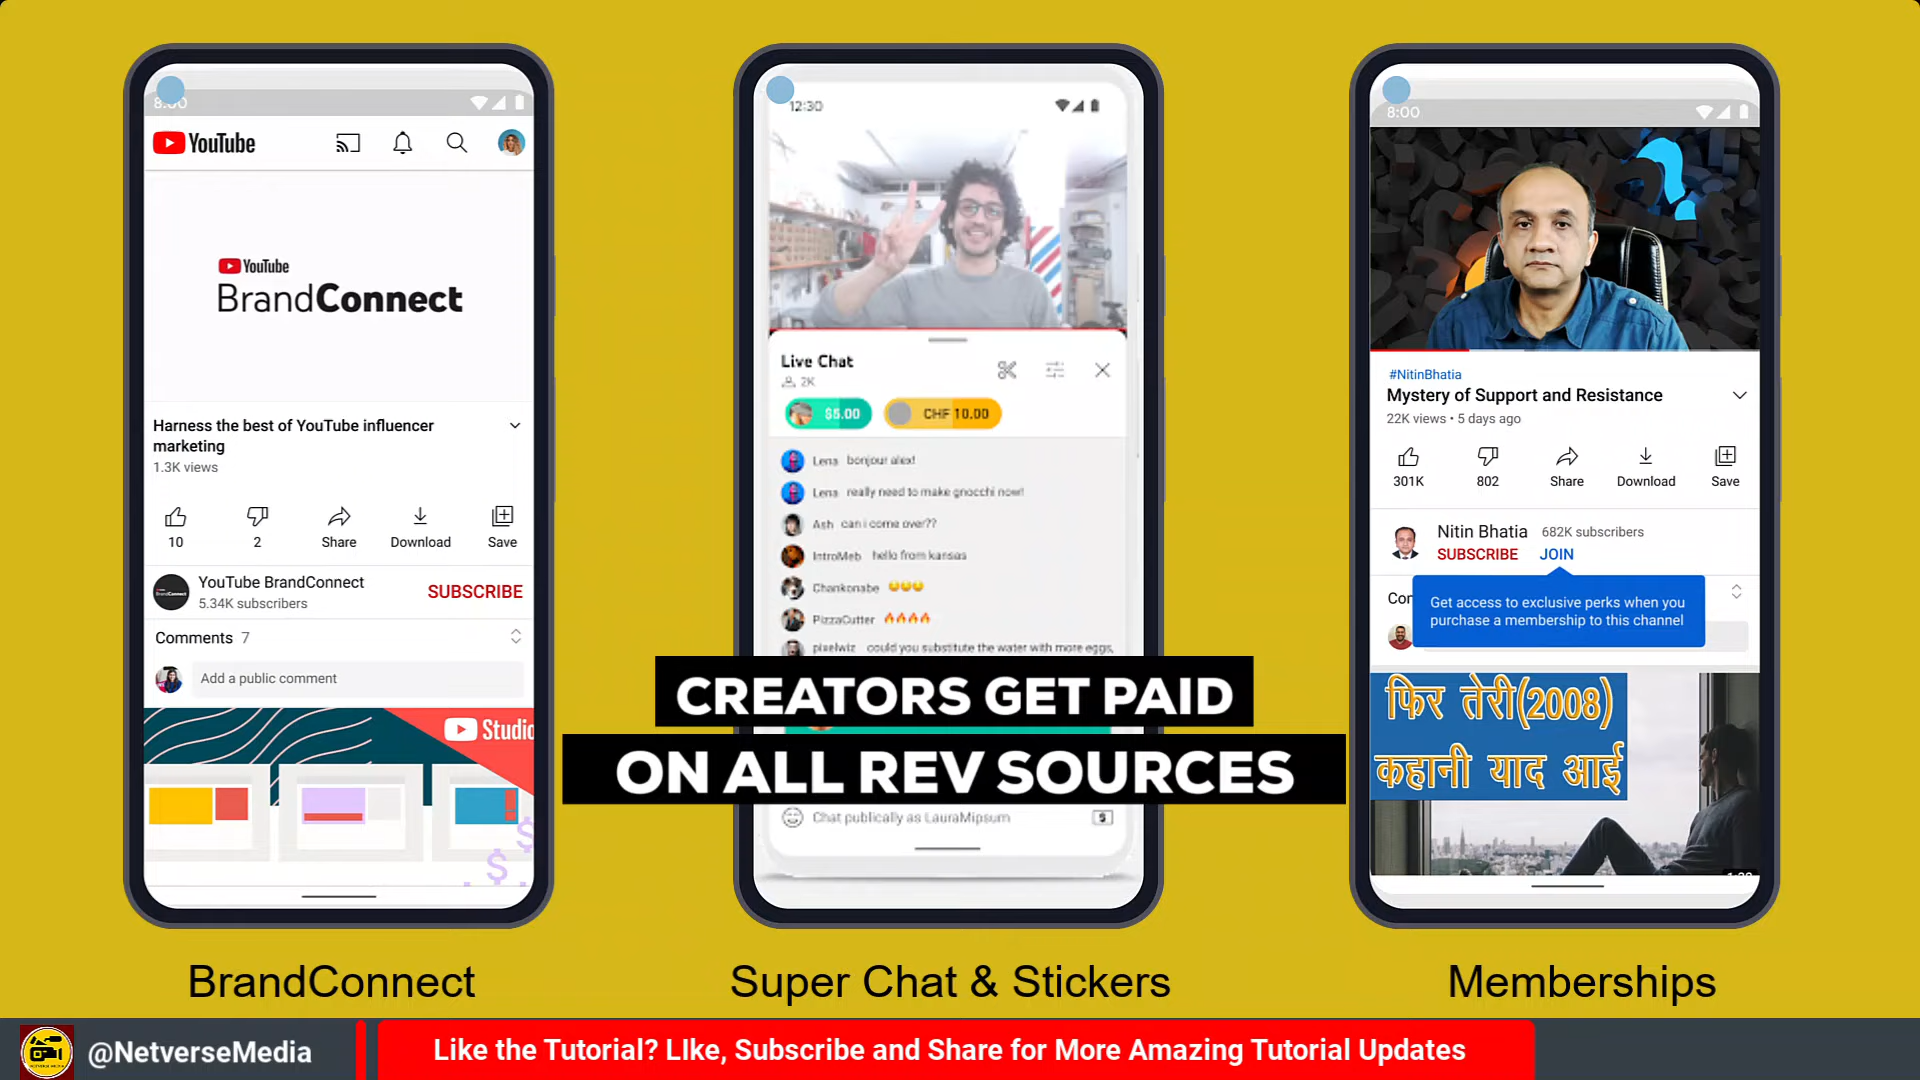 8:00
YouTube
YouTube
BrandConnect
Harness the best of YouTube influencer
marketing
1.3K views
10
2
Share
Download
Save
YouTube BrandConnect
5.34K subscribers
SUBSCRIBE
Comments 7
Add a public comment
Studio
BrandConnect
12:30
Live Chat
2K
$5.00
CHF 10.00
Lena bonjour alex!
Lena really need to make gnocchi now!
Ash can i come over??
IntroMeb hello from kansas
Chankonabe 😄😄😄
PizzaCutter 🔥🔥🔥🔥
pixelwiz could you substitute the water with more eggs,
CREATORS GET PAID
ON ALL REV SOURCES
Chat publically as LauraMipsum
Super Chat & Stickers
8:00
#NitinBhatia
Mystery of Support and Resistance
22K views • 5 days ago
301K
802
Share
Download
Save
Nitin Bhatia 682K subscribers
SUBSCRIBE JOIN
Get access to exclusive perks when you
purchase a membership to this channel
फिर तेरी(2008)
कहानी याद आई
Memberships
@NetverseMedia
Like the Tutorial? LIke, Subscribe and Share for More Amazing Tutorial Updates